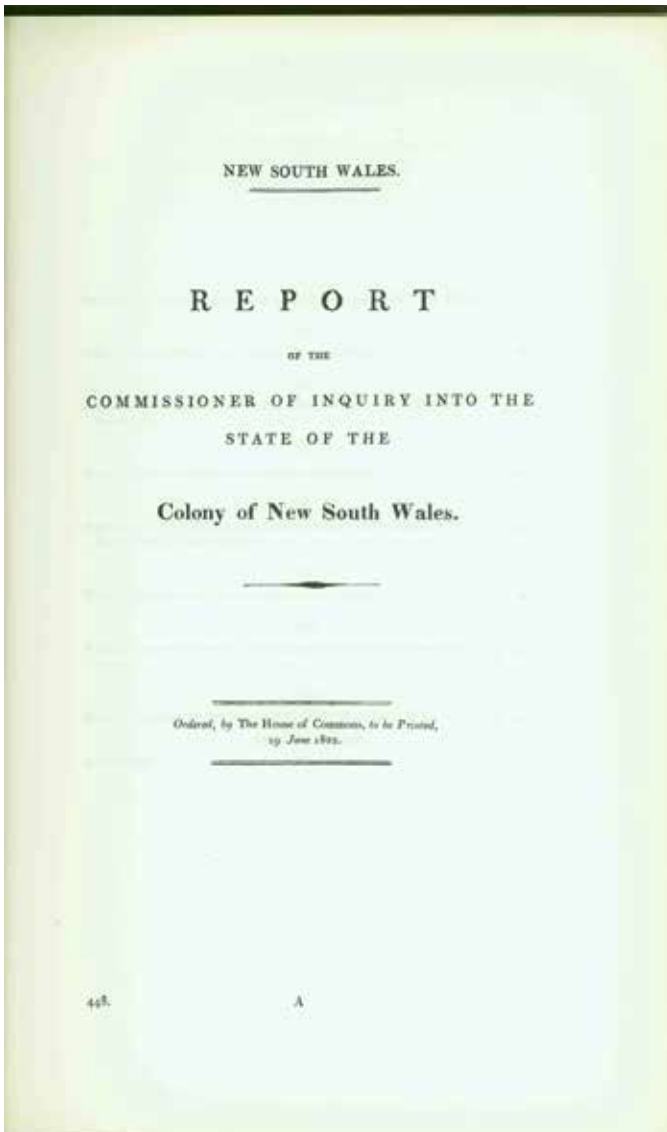 NEW SOUTH WALES.
REPORT
OF THE
COMMISSIONER OF INQUIRY INTO THE
STATE OF THE
Colony of New South Wales.
Ordered, by The House of Commons, to be Printed,
19 June 1822.
448. A